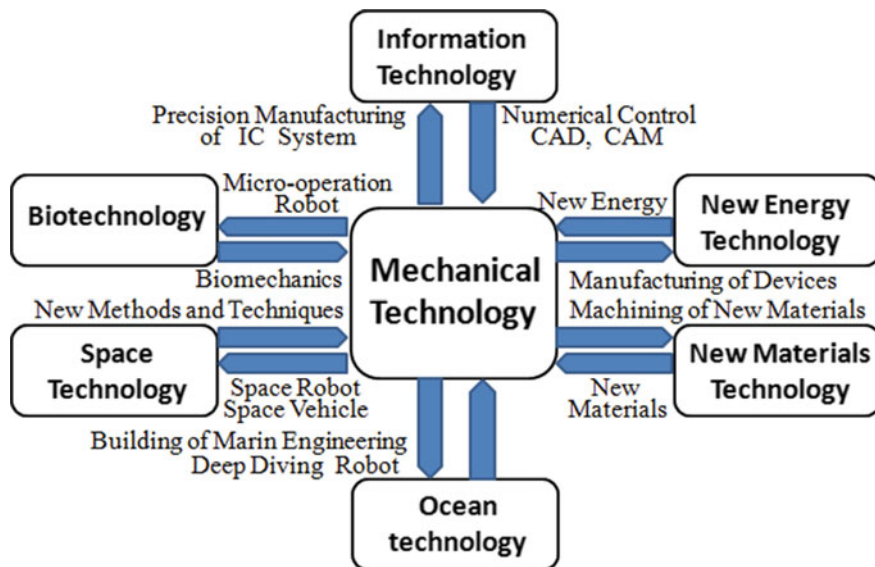 Information
Technology
Precision Manufacturing
of IC System
Numerical Control
CAD, CAM
Micro-operation
Robot
Biotechnology
New Energy
New Energy
Technology
Mechanical
Technology
Biomechanics
Manufacturing of Devices
New Methods and Techniques
Machining of New Materials
Space
Technology
New Materials
Technology
Space Robot
Space Vehicle
New
Materials
Building of Marin Engineering
Deep Diving Robot
Ocean
technology